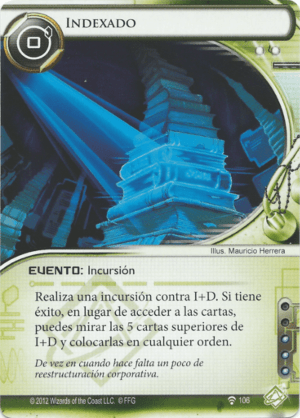 0
INDEXADO
Illus. Mauricio Herrera
EVENTO: Incursión
Realiza una incursión contra I+D. Si tiene
éxito, en lugar de acceder a las cartas,
puedes mirar las 5 cartas superiores de
I+D y colocarlas en cualquier orden.
De vez en cuando hace falta un poco de
reestructuración corporativa.
© 2012 Wizards of the Coast LLC. © FFG
106